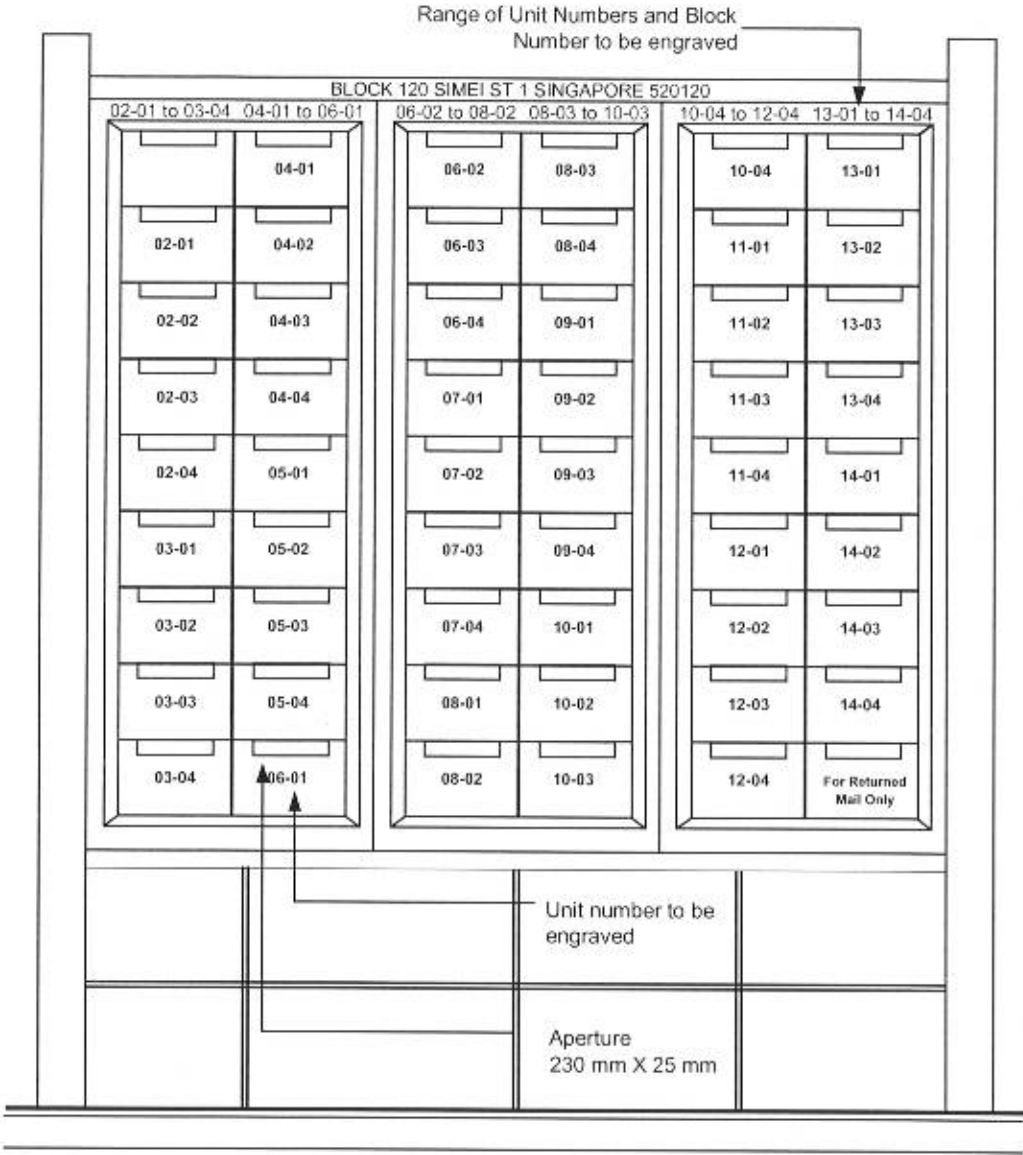 Range of Unit Numbers and Block
Number to be engraved
BLOCK 120 SIMEI ST 1 SINGAPORE 520120
02-01 to 03-04 04-01 to 06-01 06-02 to 08-02 08-03 to 10-03 10-04 to 12-04 13-01 to 14-04
04-01 06-02 08-03 10-04 13-01
02-01 04-02 06-03 08-04 11-01 13-02
02-02 04-03 06-04 09-01 11-02 13-03
02-03 04-04 07-01 09-02 11-03 13-04
02-04 05-01 07-02 09-03 11-04 14-01
03-01 05-02 07-03 09-04 12-01 14-02
03-02 05-03 07-04 10-01 12-02 14-03
03-03 05-04 08-01 10-02 12-03 14-04
03-04 06-01 08-02 10-03 12-04 For Returned
Mail Only
Unit number to be
engraved
Aperture
230 mm X 25 mm